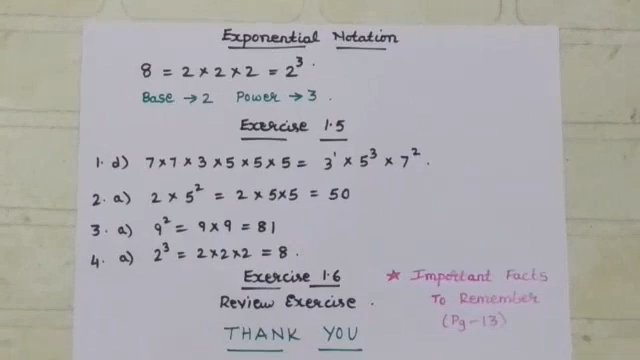 Exponential Notation
8 = 2 × 2 × 2 = 2³.
Base → 2 Power → 3.
Exercise 1.5
1. d) 7 × 7 × 3 × 5 × 5 × 5 = 3¹ × 5³ × 7².
2. a) 2 × 5² = 2 × 5 × 5 = 50
3. a) 9² = 9 × 9 = 81
4. a) 2³ = 2 × 2 × 2 = 8.
Exercise 1.6
Review Exercise.
★ Important Facts
To Remember
(Pg - 13)
THANK YOU